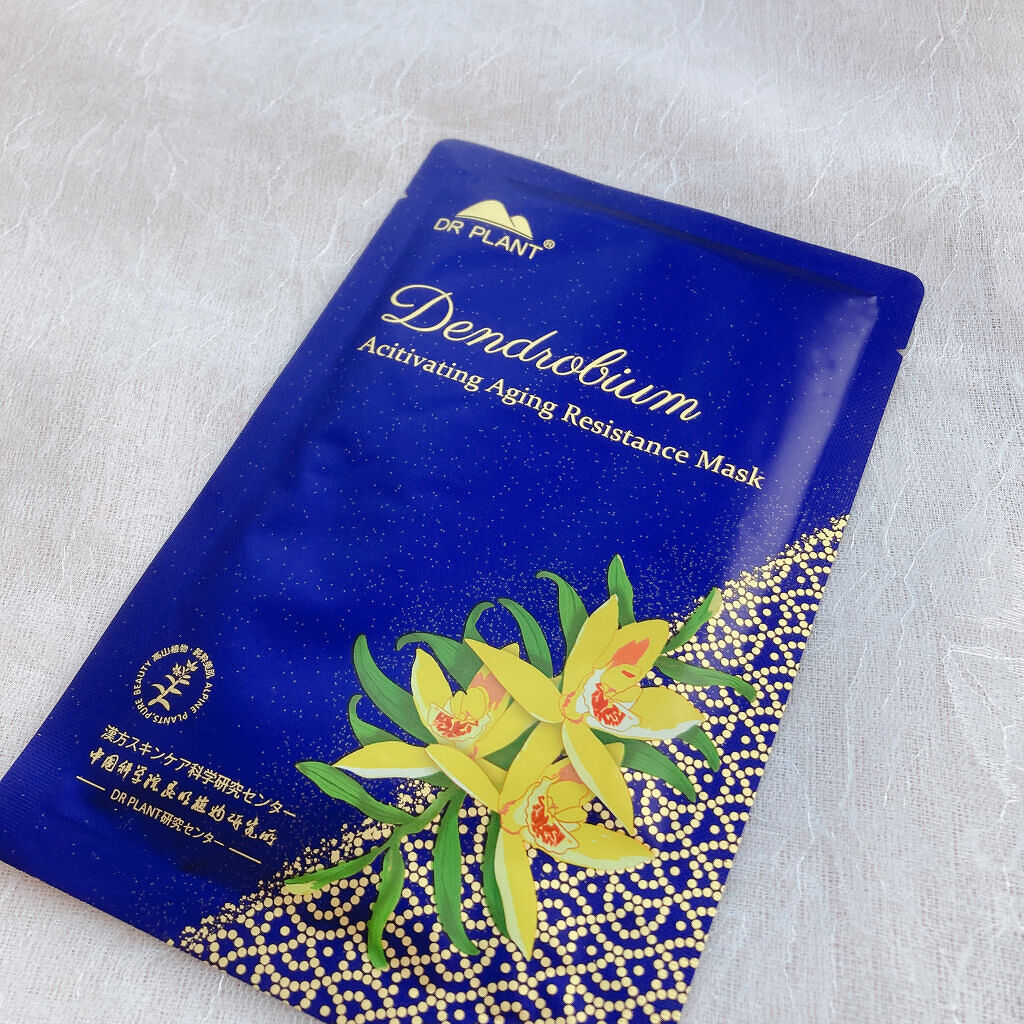 DR PLANT®
Dendrobium
Acitivating Aging Resistance Mask
高山植物·純粋美肌 ALPINE PLANTS PURE BEAUTY
漢方スキンケア科学研究センター
中国科学院昆明植物研究所
DR PLANT研究センター